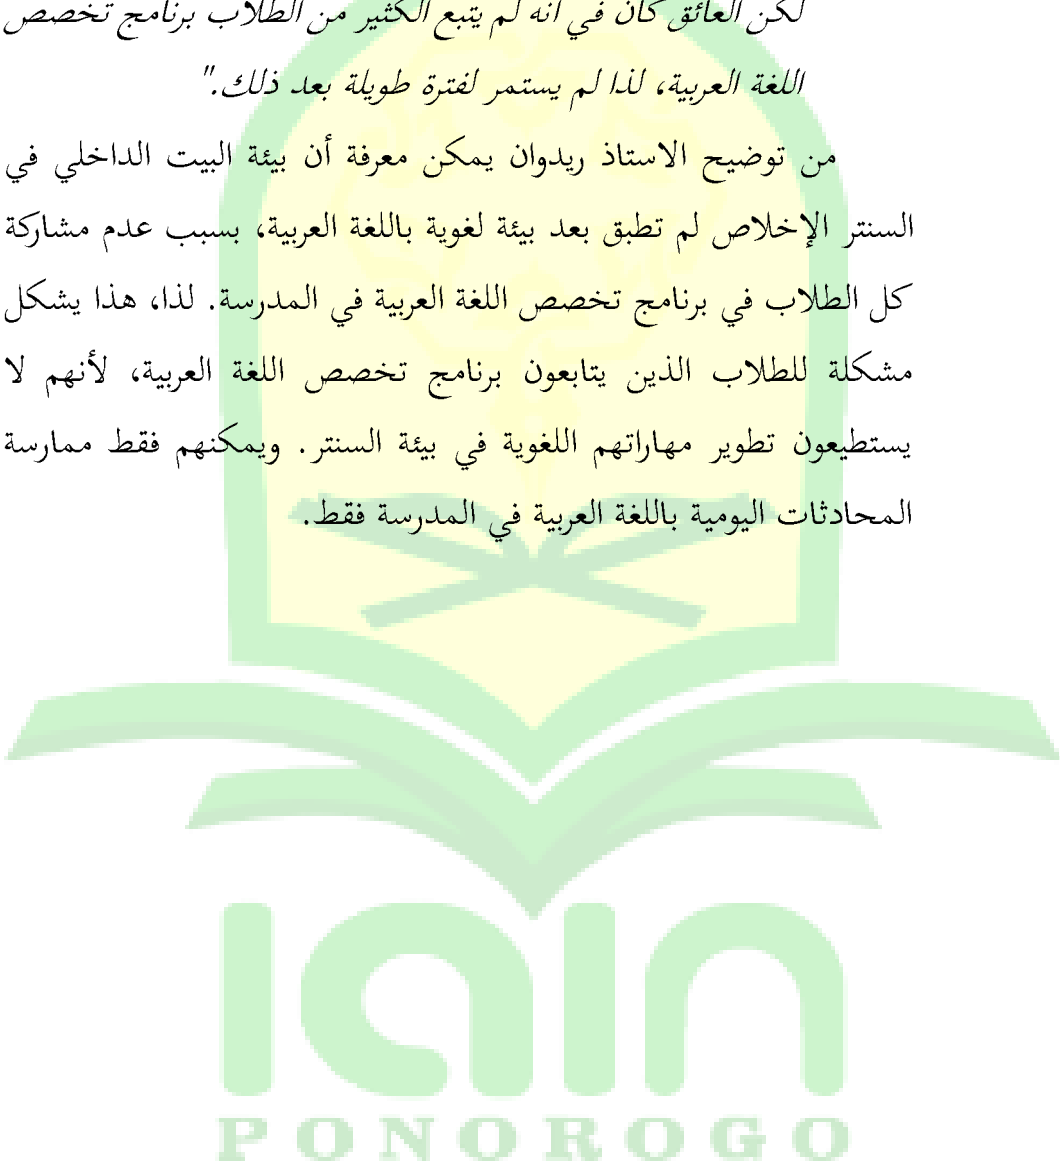 لكن العائق كان في أنه لم يتبع الكثير من الطلاب برنامج تخصص
اللغة العربية، لذا لم يستمر لفترة طويلة بعد ذلك."
من توضيح الاستاذ ريدوان يمكن معرفة أن بيئة البيت الداخلي في
السنتر الإخلاص لم تطبق بعد بيئة لغوية باللغة العربية، بسبب عدم مشاركة
كل الطلاب في برنامج تخصص اللغة العربية في المدرسة. لذا، هذا يشكل
مشكلة للطلاب الذين يتابعون برنامج تخصص اللغة العربية، لأنهم لا
يستطيعون تطوير مهاراتهم اللغوية في بيئة السنتر. ويمكنهم فقط ممارسة
المحادثات اليومية باللغة العربية في المدرسة فقط.
iain
PONOROGO